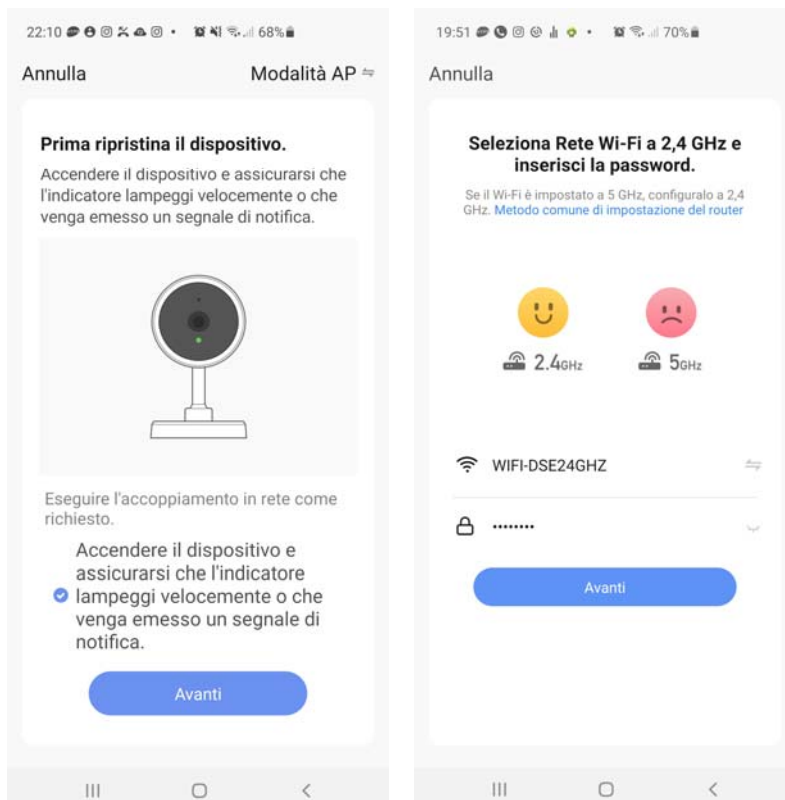 22:10 68%
Annulla Modalità AP
Prima ripristina il dispositivo.
Accendere il dispositivo e assicurarsi che
l'indicatore lampeggi velocemente o che
venga emesso un segnale di notifica.
Eseguire l'accoppiamento in rete come
richiesto.
Accendere il dispositivo e
assicurarsi che l'indicatore
lampeggi velocemente o che
venga emesso un segnale di
notifica.
Avanti
19:51 70%
Annulla
Seleziona Rete Wi-Fi a 2,4 GHz e
inserisci la password.
Se il Wi-Fi è impostato a 5 GHz, configuralo a 2,4
GHz. Metodo comune di impostazione del router
2.4GHz 5GHz
WIFI-DSE24GHZ
••••••••
Avanti